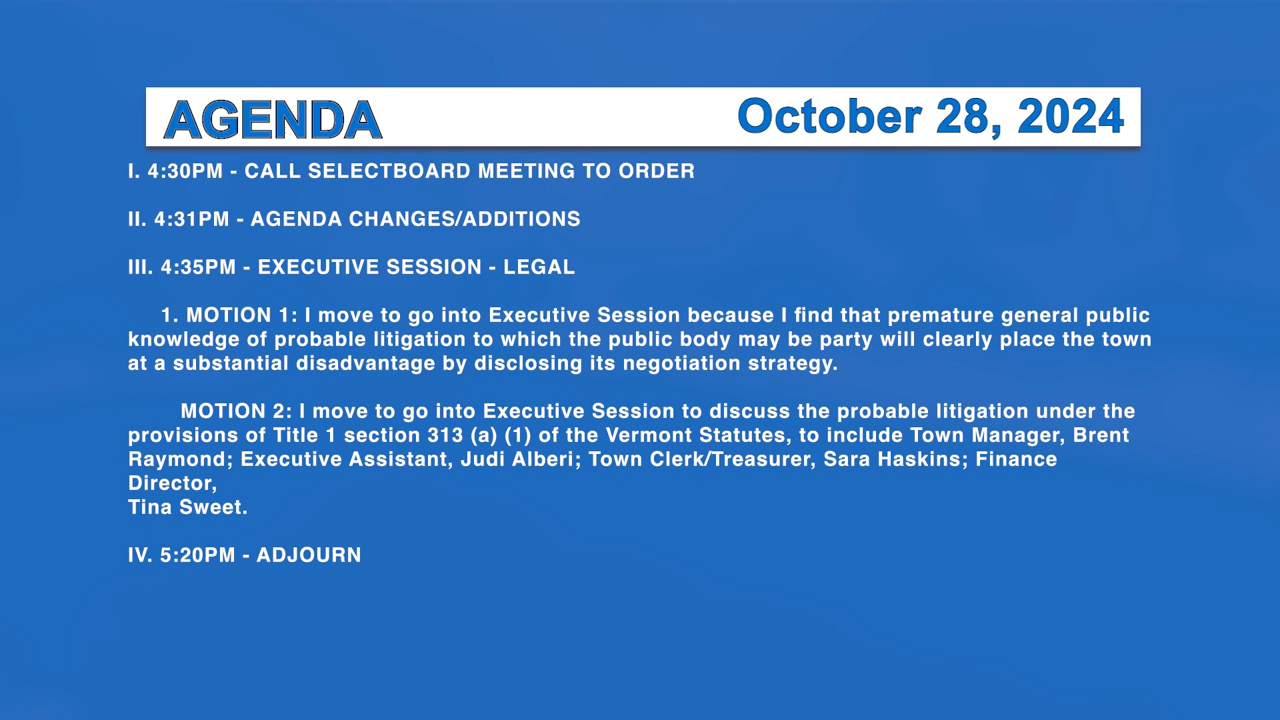 AGENDA October 28, 2024
I. 4:30PM - CALL SELECTBOARD MEETING TO ORDER
II. 4:31PM - AGENDA CHANGES/ADDITIONS
III. 4:35PM - EXECUTIVE SESSION - LEGAL
1. MOTION 1: I move to go into Executive Session because I find that premature general public
knowledge of probable litigation to which the public body may be party will clearly place the town
at a substantial disadvantage by disclosing its negotiation strategy.
MOTION 2: I move to go into Executive Session to discuss the probable litigation under the
provisions of Title 1 section 313 (a) (1) of the Vermont Statutes, to include Town Manager, Brent
Raymond; Executive Assistant, Judi Alberi; Town Clerk/Treasurer, Sara Haskins; Finance
Director,
Tina Sweet.
IV. 5:20PM - ADJOURN